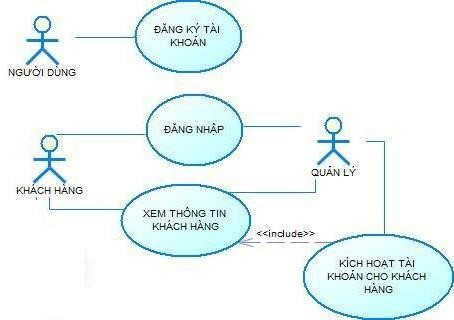 ĐĂNG KÝ TÀI
KHOẢN
NGƯỜI DÙNG
ĐĂNG NHẬP
KHÁCH HÀNG
QUẢN LÝ
XEM THÔNG TIN
KHÁCH HÀNG
<<include>>
KÍCH HOẠT TÀI
KHOẢN CHO KHÁCH
HÀNG